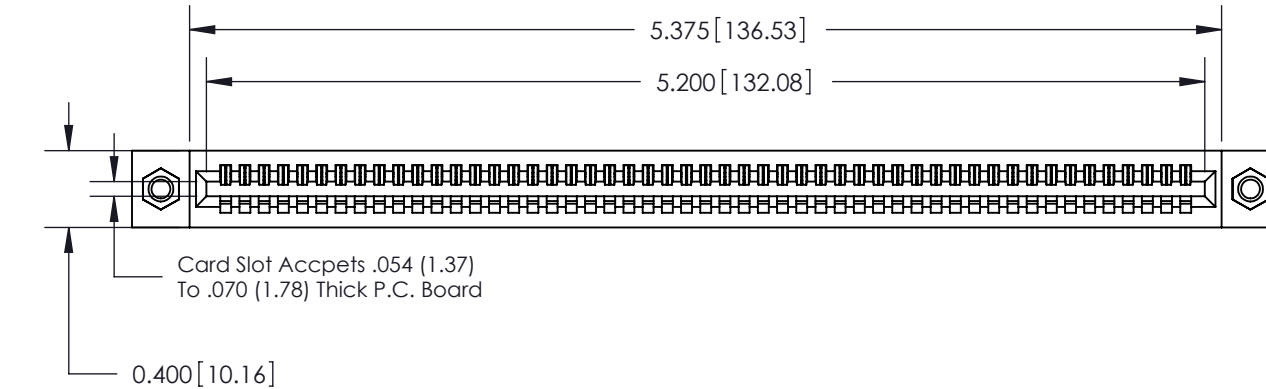 5.375 [136.53]
5.200 [132.08]
Card Slot Accpets .054 (1.37)
To .070 (1.78) Thick P.C. Board
0.400 [10.16]